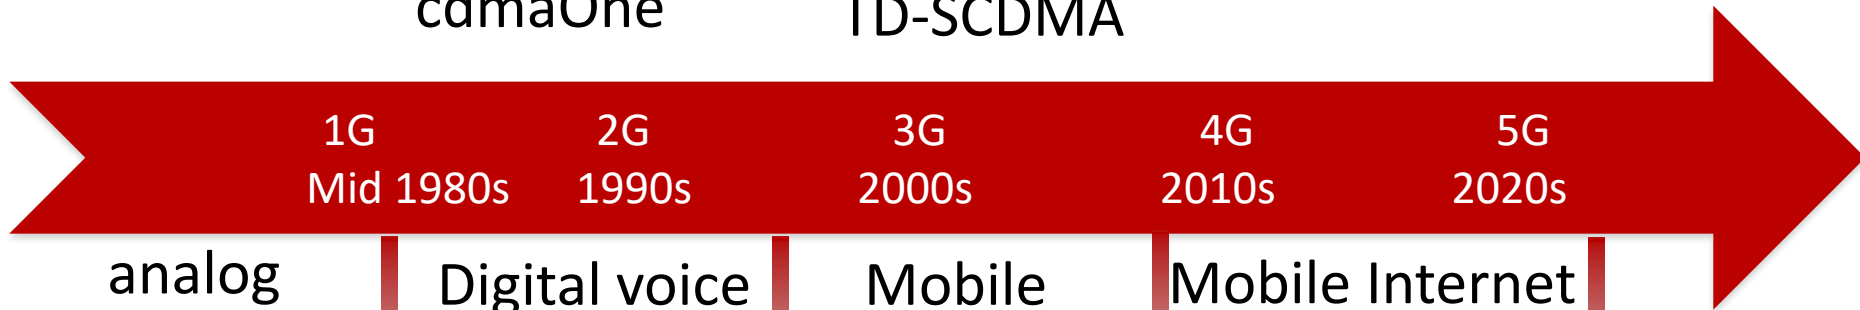 cdmaOne TD-SCDMA
1G 2G 3G 4G 5G
Mid 1980s 1990s 2000s 2010s 2020s
analog Digital voice Mobile Mobile Internet